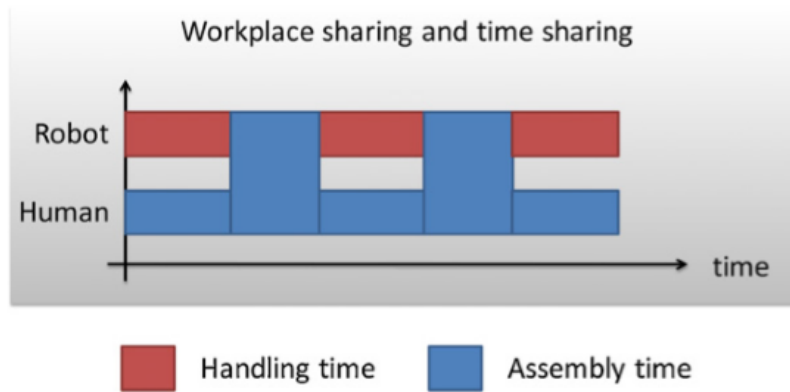 Workplace sharing and time sharing
Robot
Human
time
Handling time
Assembly time